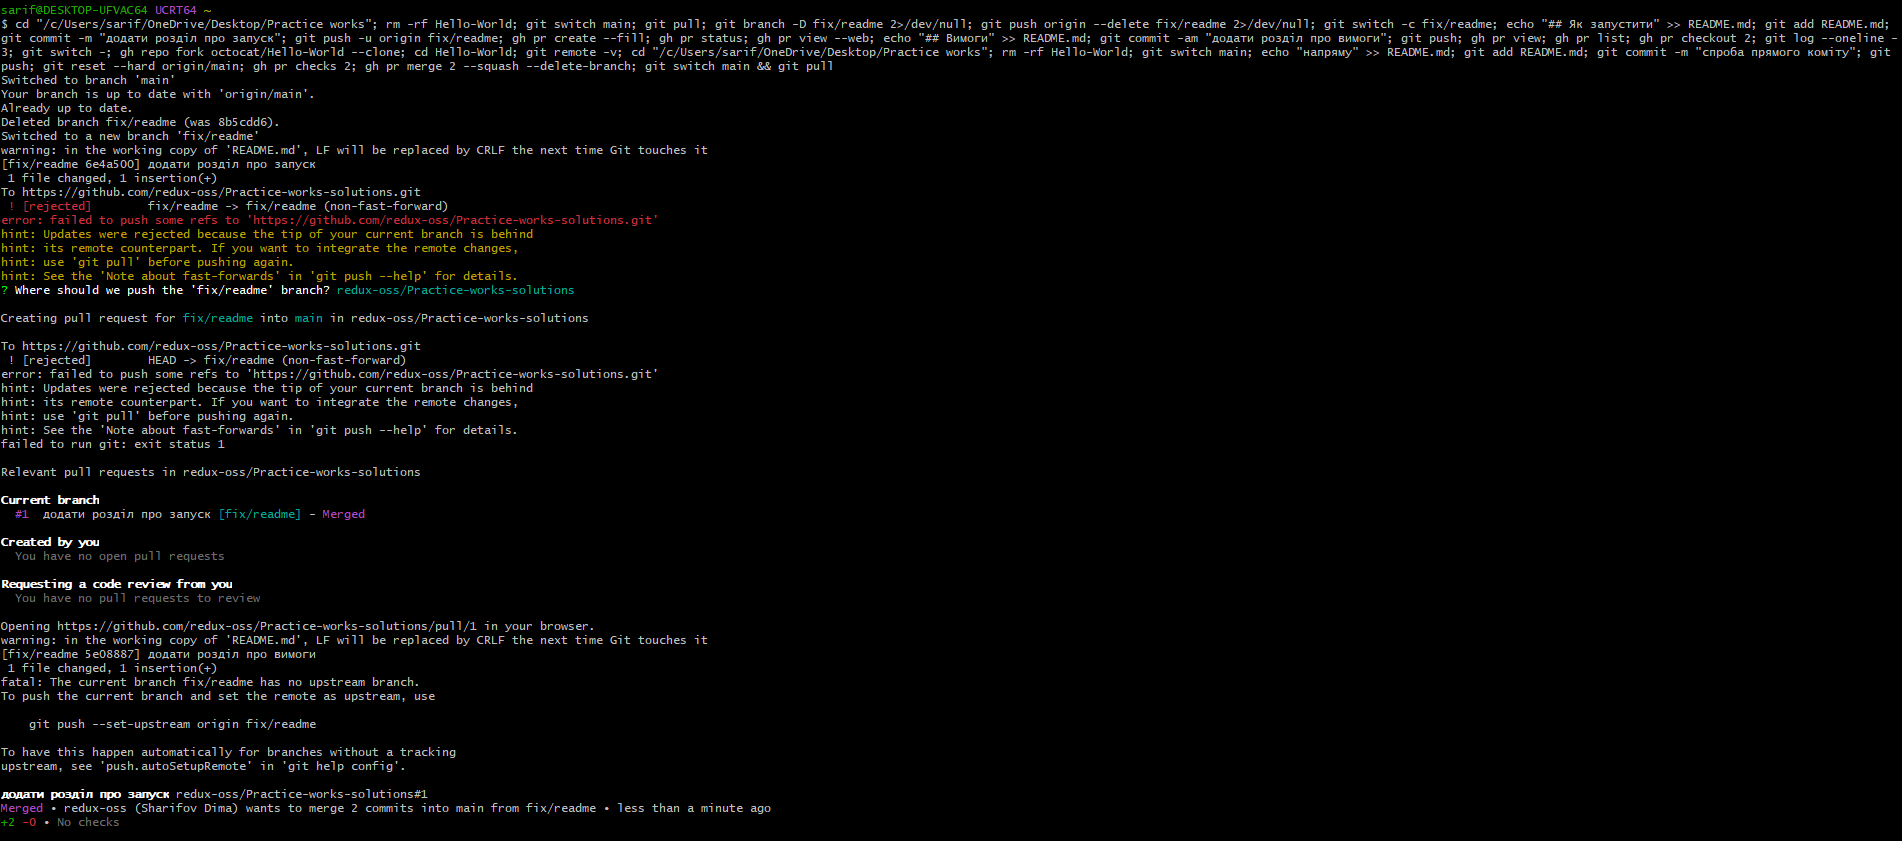 sarif@DESKTOP-UFVAC64 UCRT64 ~
$ cd "/c/Users/sarif/OneDrive/Desktop/Practice works"; rm -rf Hello-World; git switch main; git pull; git branch -D fix/readme 2>/dev/null; git push origin --delete fix/readme 2>/dev/null; git switch -c fix/readme; echo "## Як запустити" >> README.md; git add README.md;
git commit -m "додати розділ про запуск"; git push -u origin fix/readme; gh pr create --fill; gh pr status; gh pr view --web; echo "## Вимоги" >> README.md; git commit -am "додати розділ про вимоги"; git push; gh pr view; gh pr list; gh pr checkout 2; git log --oneline -
3; git switch -; gh repo fork octocat/Hello-World --clone; cd Hello-World; git remote -v; cd "/c/Users/sarif/OneDrive/Desktop/Practice works"; rm -rf Hello-World; git switch main; echo "напряму" >> README.md; git add README.md; git commit -m "спроба прямого коміту"; git
push; git reset --hard origin/main; gh pr checks 2; gh pr merge 2 --squash --delete-branch; git switch main && git pull
Switched to branch 'main'
Your branch is up to date with 'origin/main'.
Already up to date.
Deleted branch fix/readme (was 8b5cdd6).
Switched to a new branch 'fix/readme'
warning: in the working copy of 'README.md', LF will be replaced by CRLF the next time Git touches it
[fix/readme 6e4a500] додати розділ про запуск
 1 file changed, 1 insertion(+)
To https://github.com/redux-oss/Practice-works-solutions.git
 ! [rejected]        fix/readme -> fix/readme (non-fast-forward)
error: failed to push some refs to 'https://github.com/redux-oss/Practice-works-solutions.git'
hint: Updates were rejected because the tip of your current branch is behind
hint: its remote counterpart. If you want to integrate the remote changes,
hint: use 'git pull' before pushing again.
hint: See the 'Note about fast-forwards' in 'git push --help' for details.
? Where should we push the 'fix/readme' branch? redux-oss/Practice-works-solutions
Creating pull request for fix/readme into main in redux-oss/Practice-works-solutions
To https://github.com/redux-oss/Practice-works-solutions.git
 ! [rejected]        HEAD -> fix/readme (non-fast-forward)
error: failed to push some refs to 'https://github.com/redux-oss/Practice-works-solutions.git'
hint: Updates were rejected because the tip of your current branch is behind
hint: its remote counterpart. If you want to integrate the remote changes,
hint: use 'git pull' before pushing again.
hint: See the 'Note about fast-forwards' in 'git push --help' for details.
failed to run git: exit status 1
Relevant pull requests in redux-oss/Practice-works-solutions
Current branch
  #1  додати розділ про запуск [fix/readme] - Merged
Created by you
  You have no open pull requests
Requesting a code review from you
  You have no pull requests to review
Opening https://github.com/redux-oss/Practice-works-solutions/pull/1 in your browser.
warning: in the working copy of 'README.md', LF will be replaced by CRLF the next time Git touches it
[fix/readme 5e08887] додати розділ про вимоги
 1 file changed, 1 insertion(+)
fatal: The current branch fix/readme has no upstream branch.
To push the current branch and set the remote as upstream, use
    git push --set-upstream origin fix/readme
To have this happen automatically for branches without a tracking
upstream, see 'push.autoSetupRemote' in 'git help config'.
додати розділ про запуск redux-oss/Practice-works-solutions#1
Merged • redux-oss (Sharifov Dima) wants to merge 2 commits into main from fix/readme • less than a minute ago
+2 -0 • No checks